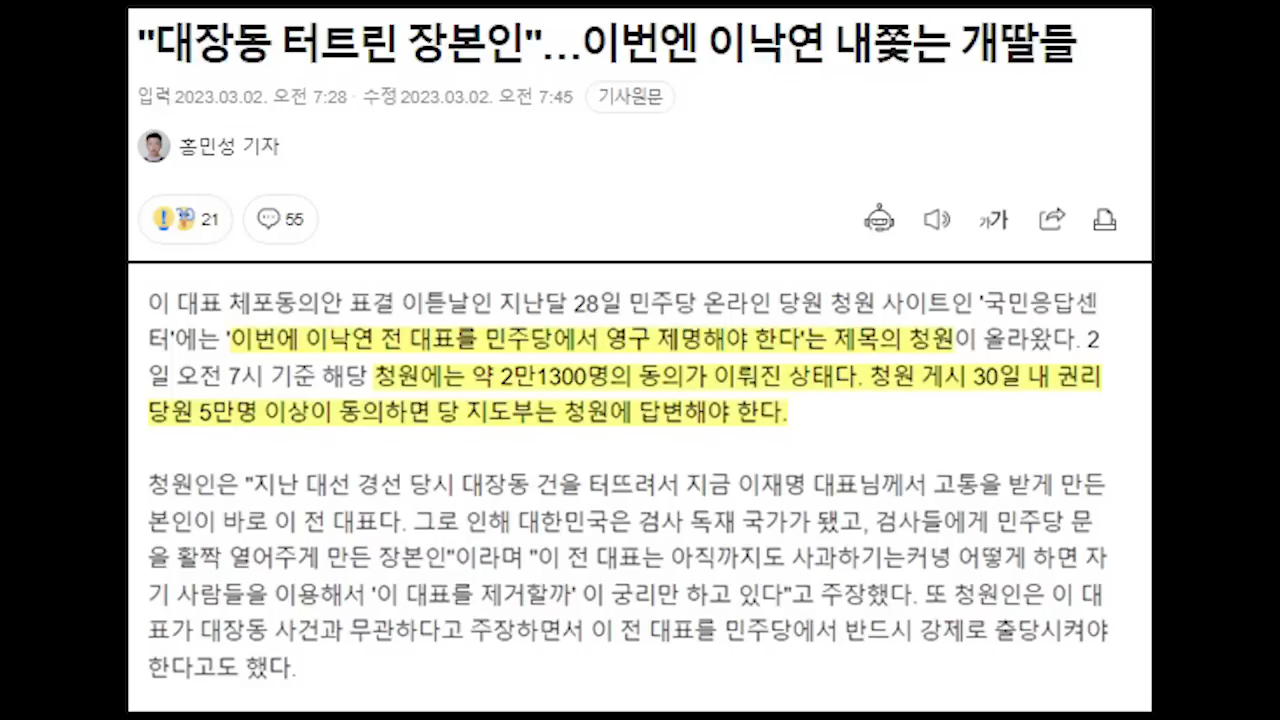 "대장동 터트린 장본인"…이번엔 이낙연 내쫓는 개딸들
입력 2023.03.02. 오전 7:28 · 수정 2023.03.02. 오전 7:45 기사원문
홍민성 기자
21 55 가가
이 대표 체포동의안 표결 이튿날인 지난달 28일 민주당 온라인 당원 청원 사이트인 '국민응답센
터'에는 '이번에 이낙연 전 대표를 민주당에서 영구 제명해야 한다'는 제목의 청원이 올라왔다. 2
일 오전 7시 기준 해당 청원에는 약 2만1300명의 동의가 이뤄진 상태다. 청원 게시 30일 내 권리
당원 5만명 이상이 동의하면 당 지도부는 청원에 답변해야 한다.
청원인은 "지난 대선 경선 당시 대장동 건을 터뜨려서 지금 이재명 대표님께서 고통을 받게 만든
본인이 바로 이 전 대표다. 그로 인해 대한민국은 검사 독재 국가가 됐고, 검사들에게 민주당 문
을 활짝 열어주게 만든 장본인"이라며 "이 전 대표는 아직까지도 사과하기는커녕 어떻게 하면 자
기 사람들을 이용해서 '이 대표를 제거할까' 이 궁리만 하고 있다"고 주장했다. 또 청원인은 이 대
표가 대장동 사건과 무관하다고 주장하면서 이 전 대표를 민주당에서 반드시 강제로 출당시켜야
한다고도 했다.